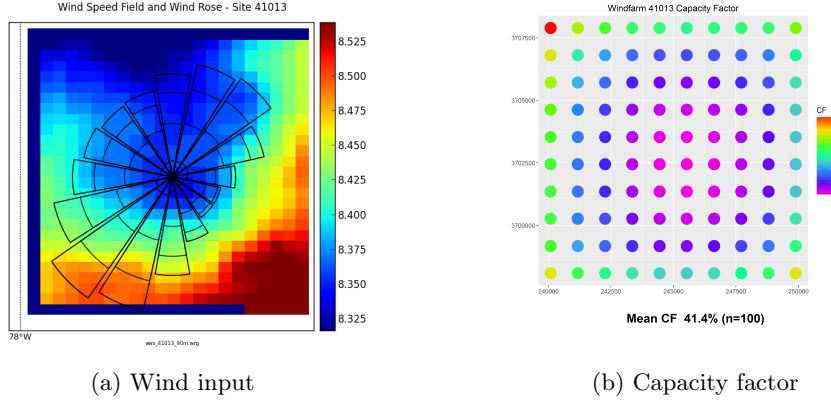 Wind Speed Field and Wind Rose - Site 41013
8.525
8.500
8.475
8.450
8.425
8.400
8.375
8.350
8.325
78°W
aws_41013_90m.wrg
(a) Wind input
Windfarm 41013 Capacity Factor
3707500
3705000
3702500
3700000
240000
242500
245000
247500
250000
CF
Mean CF 41.4% (n=100)
(b) Capacity factor